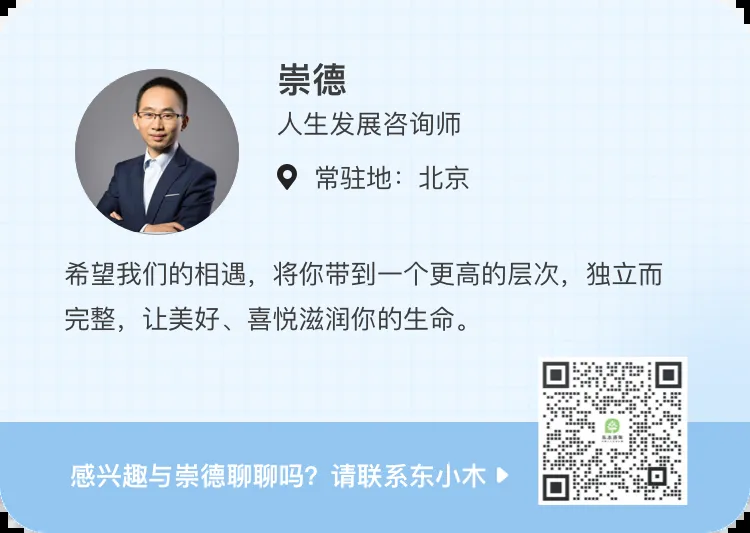 崇德
人生发展咨询师
常驻地：北京
希望我们的相遇，将你带到一个更高的层次，独立而
完整，让美好、喜悦滋润你的生命。
感兴趣与崇德聊聊吗？请联系东小木